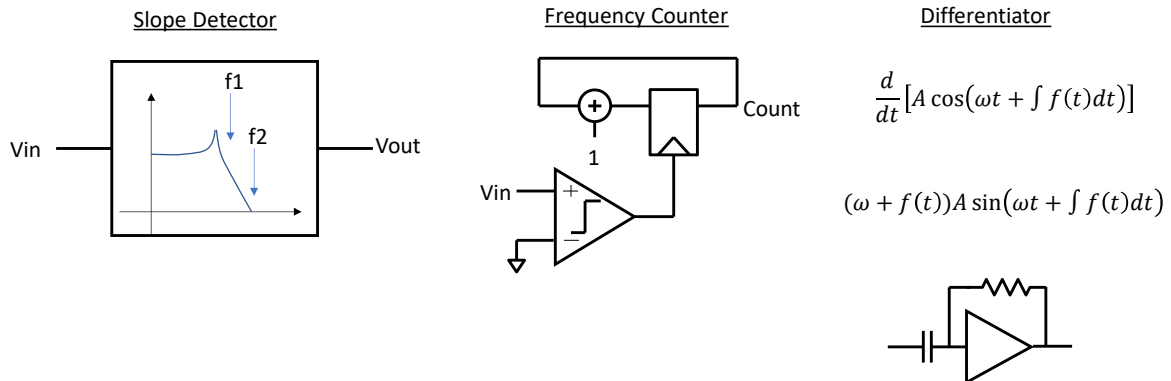 Slope Detector
f1
f2
Vin
Vout
Frequency Counter
+
Count
1
Vin
+
−
Differentiator
d/dt[A cos(ωt + ∫ f(t)dt)]
(ω + f(t))A sin(ωt + ∫ f(t)dt)